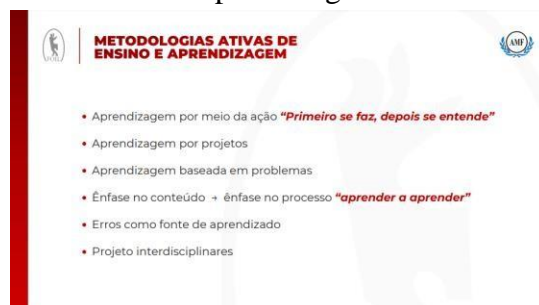 METODOLOGIAS ATIVAS DE
ENSINO E APRENDIZAGEM
AMF
• Aprendizagem por meio da ação “Primeiro se faz, depois se entende”
• Aprendizagem por projetos
• Aprendizagem baseada em problemas
• Ênfase no conteúdo → ênfase no processo “aprender a aprender”
• Erros como fonte de aprendizado
• Projeto interdisciplinares